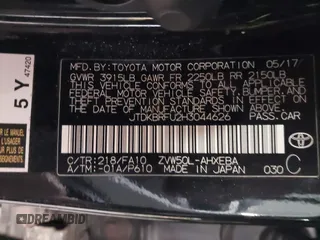 MFD. BY: TOYOTA MOTOR CORPORATION 05/17
GVWR 3915LB GAWR FR 2250LB RR 2150LB
THIS VEHICLE CONFORMS TO ALL APPLICABLE
FEDERAL MOTOR VEHICLE SAFETY, BUMPER, AND
THEFT PREVENTION STANDARDS IN EFFECT ON
THE DATE OF MANUFACTURE SHOWN ABOVE.
JTDKBRFU2H3044626 PASS.CAR
C/TR: 218/FA10 ZVW50L-AHXEBA
A/TM: -01A/P610 MADE IN JAPAN 030 C
TOYOTA
5 Y
47420